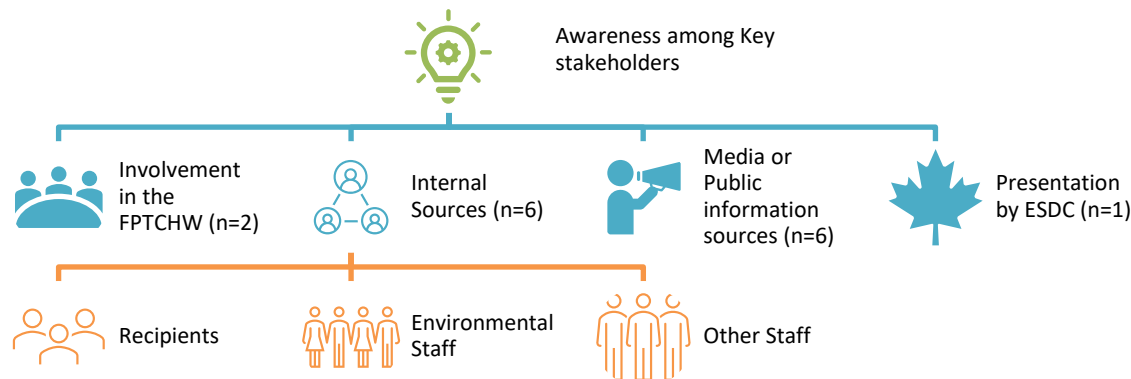 Awareness among Key
stakeholders
Involvement
in the
FPTCHW (n=2)
Internal
Sources (n=6)
Media or
Public
information
sources (n=6)
Presentation
by ESDC (n=1)
Recipients
Environmental
Staff
Other Staff